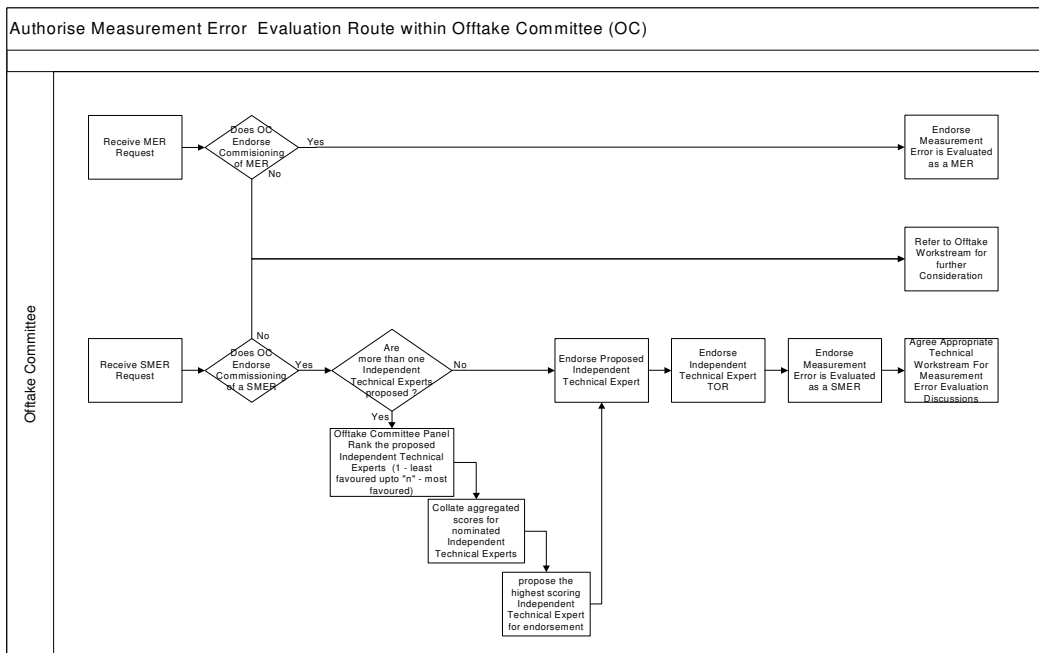 Authorise Measurement Error  Evaluation Route within Offtake Committee (OC)
Offtake Committee
Receive MER
Request
Does OC
Endorse
Commisioning
of MER
Yes
No
Endorse
Measurement
Error is Evaluated
as a MER
Refer to Offtake
Workstream for
further
Consideration
Receive SMER
Request
No
Does OC
Endorse
Commissioning
of a SMER
Yes
Are
more than one
Independent
Technical Experts
proposed ?
No
Yes
Endorse Proposed
Independent
Technical Expert
Endorse
Independent
Technical Expert
TOR
Endorse
Measurement
Error is Evaluated
as a SMER
Agree Appropriate
Technical
Workstream For
Measurement
Error Evaluation
Discussions
Offtake Committee Panel
Rank the proposed
Independent Technical
Experts  (1 - least
favoured upto "n" - most
favoured)
Collate aggregated
scores for
nominated
Independent
Technical Experts
propose the
highest scoring
Independent
Technical Expert
for endorsement